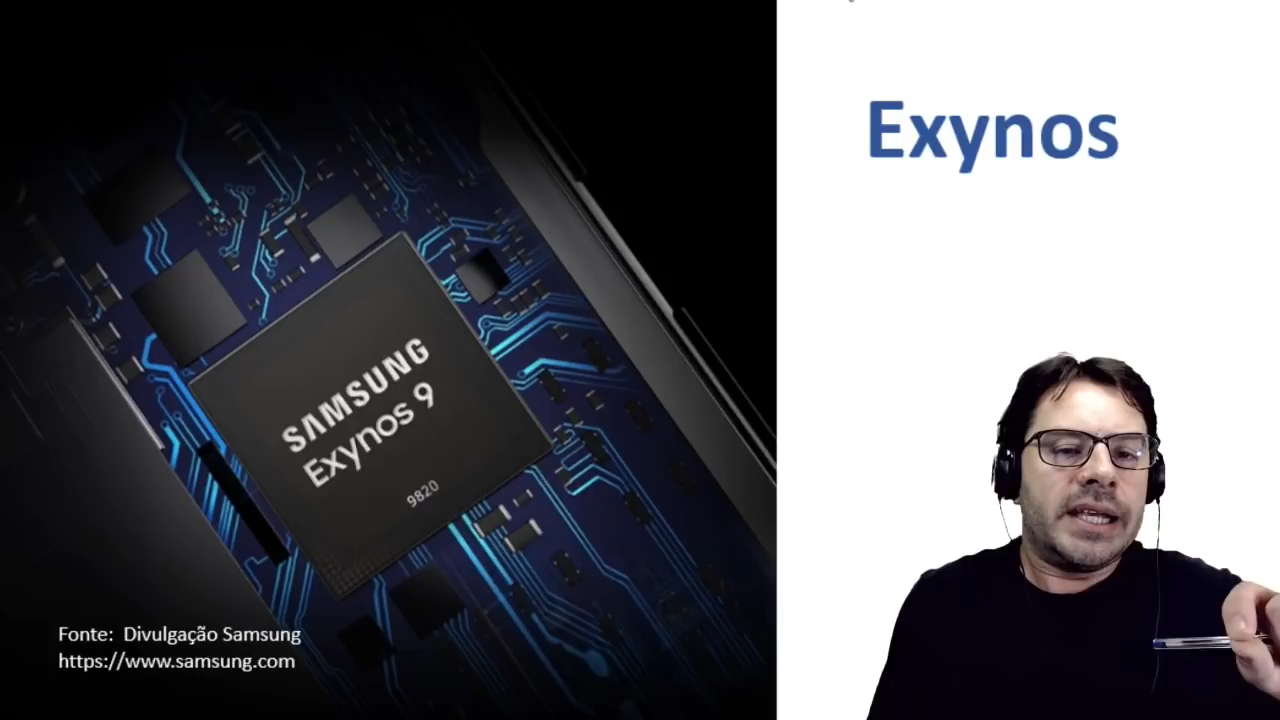 Exynos
SAMSUNG
Exynos 9
9820
Fonte:  Divulgação Samsung
https://www.samsung.com